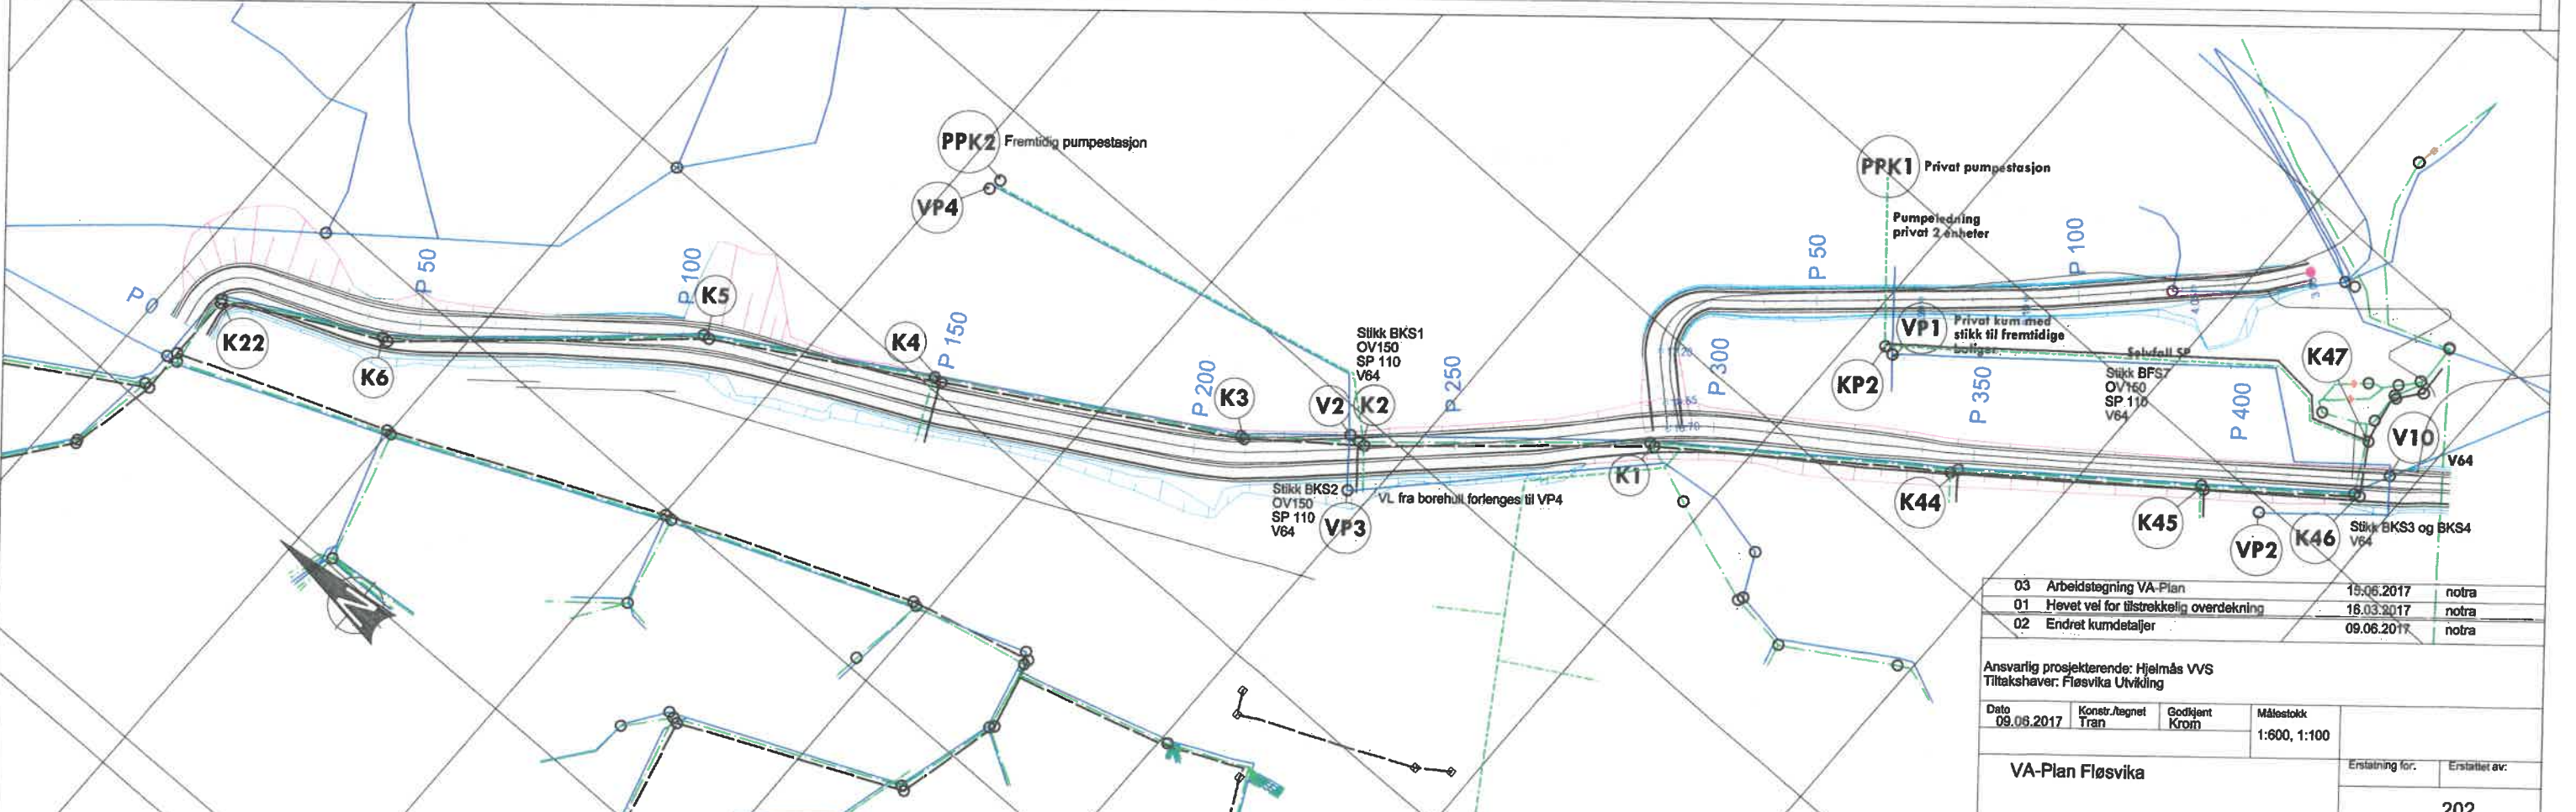 PPK2 Fremtidig pumpestasjon
VP4
PRK1 Privat pumpestasjon
Pumpeledning
privat 2 enheter
P 0
P 50
P 100
P 150
P 200
P 250
P 300
P 350
P 400
P 50
P 100
K22
K6
K5
K4
K3
V2
K2
Stikk BKS1
OV150
SP 110
V64
Stikk BKS2
OV150
SP 110
V64
VP3
VL fra borehull forlenges til VP4
K1
VP1
Privat kum med
stikk til fremtidige
boliger.
KP2
Selvfall SP
Stikk BFS7
OV150
SP 110
V64
K47
V10
V64
K44
K45
VP2
K46
Stikk BKS3 og BKS4
V64
03 Arbeidstegning VA-Plan 15.06.2017 notra
01 Hevet vei for tilstrekkelig overdekning 16.03.2017 notra
02 Endret kumdetaljer 09.06.2017 notra
Ansvarlig prosjekterende: Hjelmås VVS
Tiltakshaver: Fløsvika Utvikling
Dato Konstr./tegnet Godkjent Målestokk
09.06.2017 Tran Krom 1:600, 1:100
VA-Plan Fløsvika
Erstatning for: Erstattet av:
202